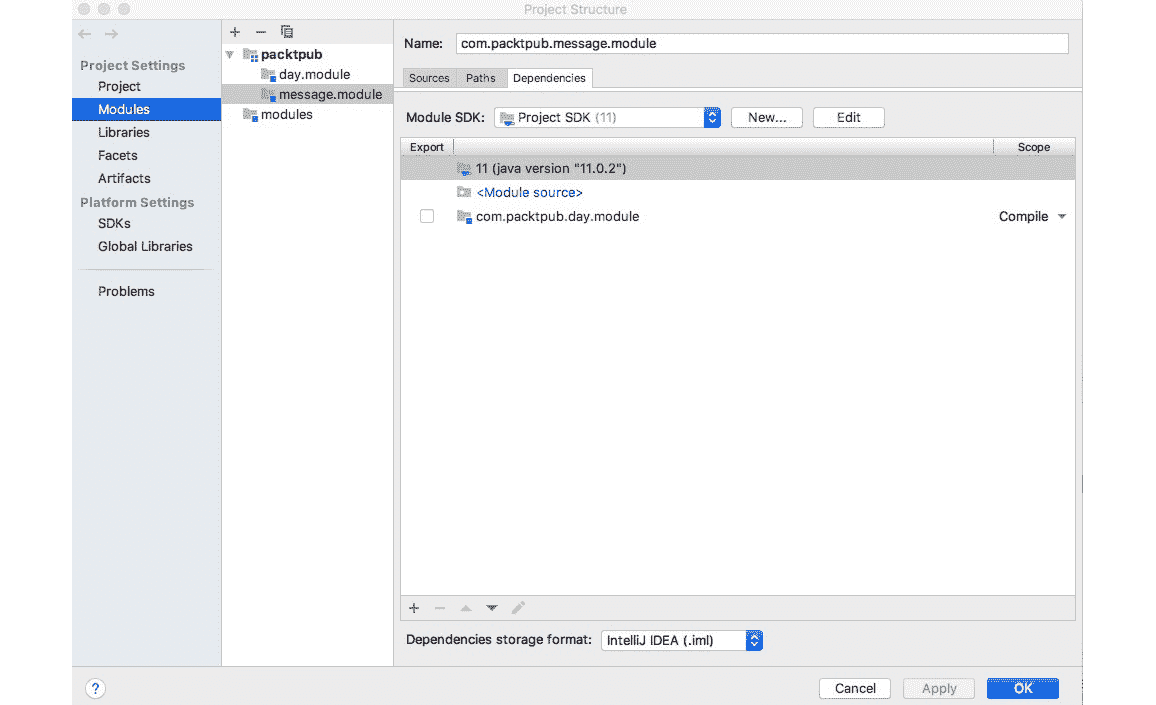 Project Structure
Project Settings
Project
Modules
Libraries
Facets
Artifacts
Platform Settings
SDKs
Global Libraries
Problems
packtpub
day.module
message.module
modules
Name: com.packtpub.message.module
Sources Paths Dependencies
Module SDK: Project SDK (11) New... Edit
Export Scope
11 (java version "11.0.2")
<Module source>
com.packtpub.day.module Compile
Dependencies storage format: IntelliJ IDEA (.iml)
? Cancel Apply OK